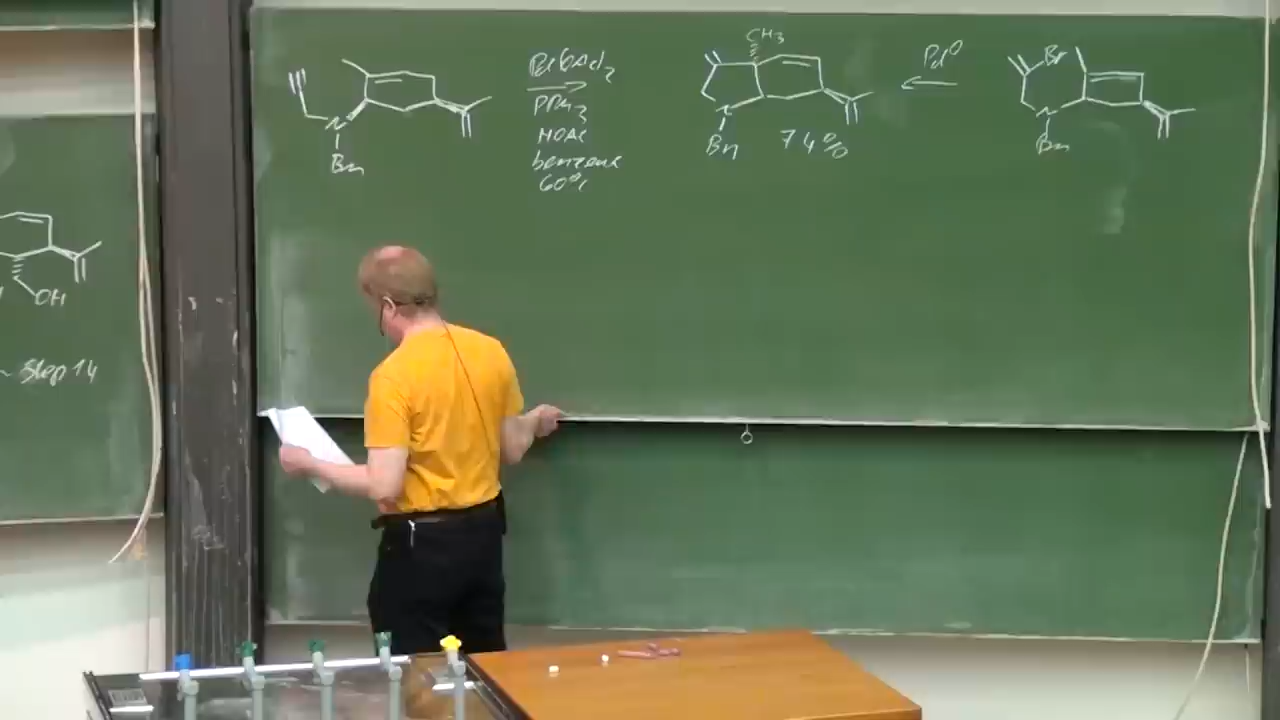 N
Bn
Pd(OAc)2
PPh3
HOAc
benzene
60°C
CH3
N
Bn
74%
Pd0
Br
N
Bn
OH
~ Step 14